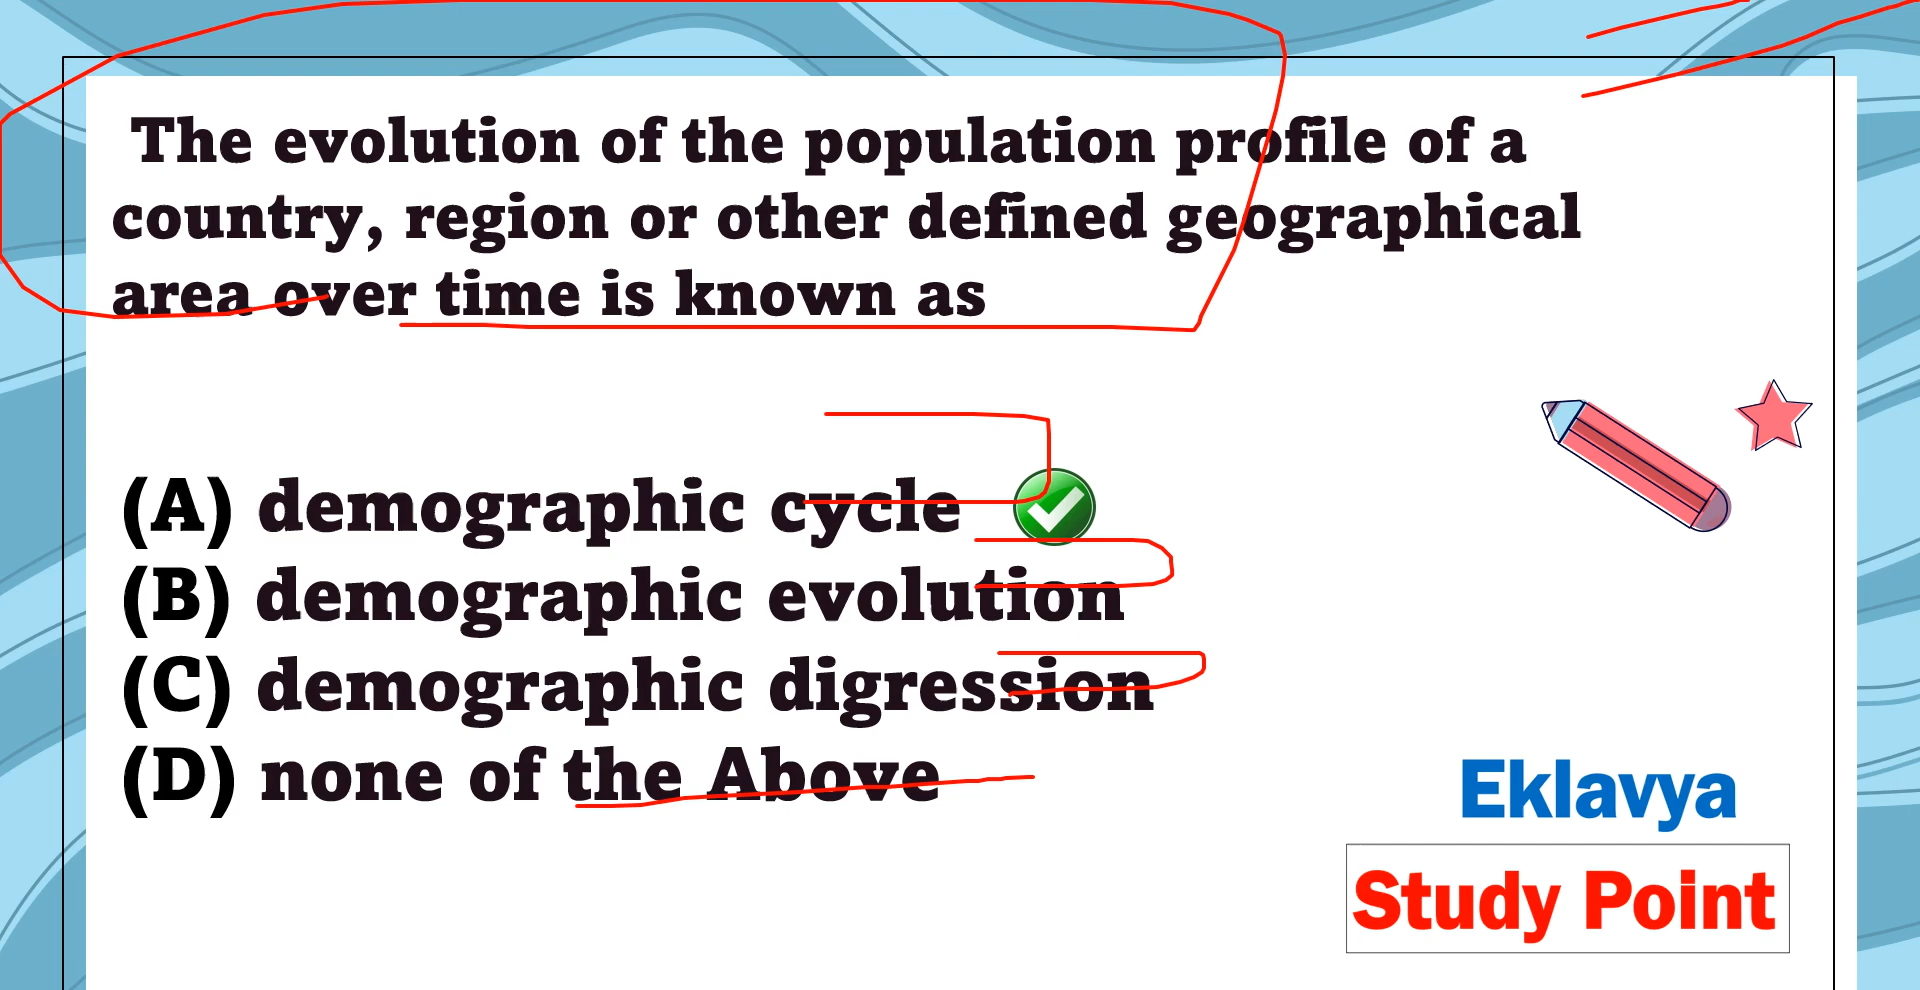 The evolution of the population profile of a
country, region or other defined geographical
area over time is known as
(A) demographic cycle
(B) demographic evolution
(C) demographic digression
(D) none of the Above
Eklavya
Study Point